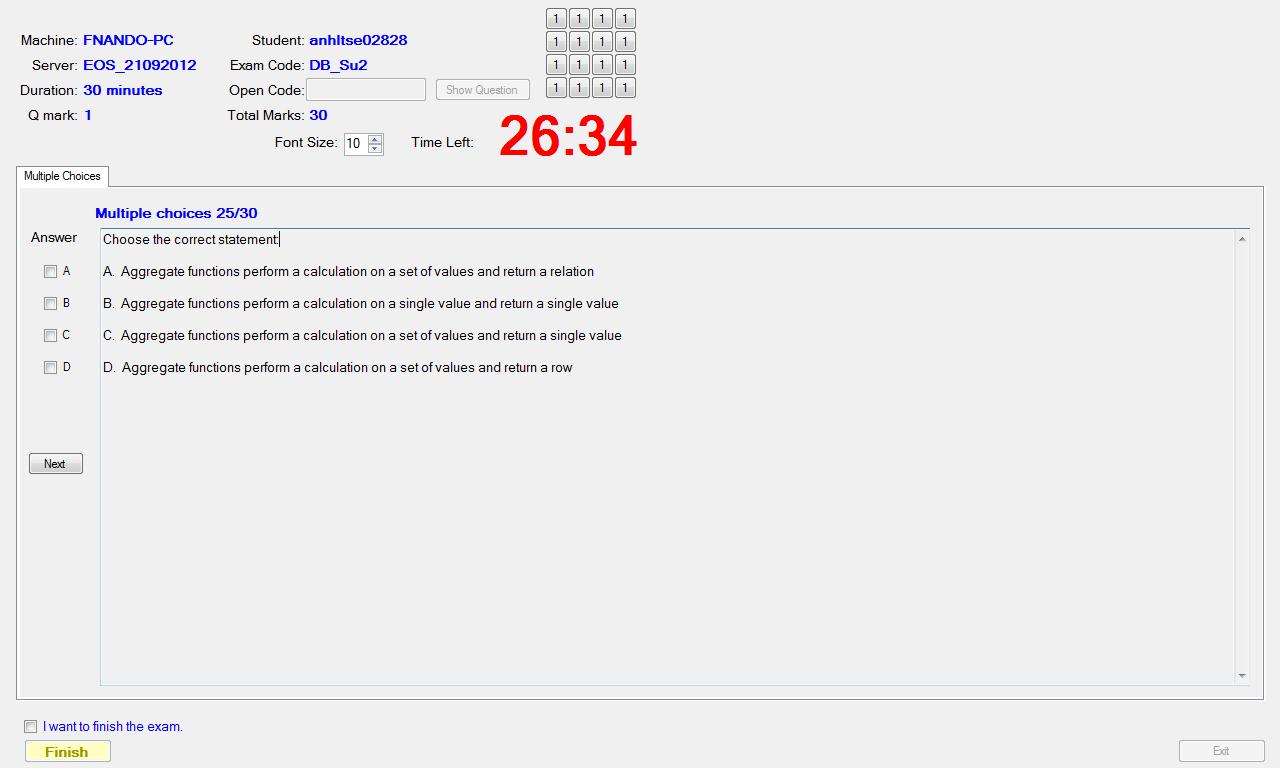 Machine: FNANDO-PC Student: anhltse02828 1 1 1 1
Server: EOS_21092012 Exam Code: DB_Su2 1 1 1 1
Duration: 30 minutes Open Code: Show Question 1 1 1 1
Q mark: 1 Total Marks: 30 1 1 1 1
Font Size: 10 Time Left: 26:34
Multiple Choices
Multiple choices 25/30
Answer Choose the correct statement:
A A. Aggregate functions perform a calculation on a set of values and return a relation
B B. Aggregate functions perform a calculation on a single value and return a single value
C C. Aggregate functions perform a calculation on a set of values and return a single value
D D. Aggregate functions perform a calculation on a set of values and return a row
Next
I want to finish the exam.
Finish Exit